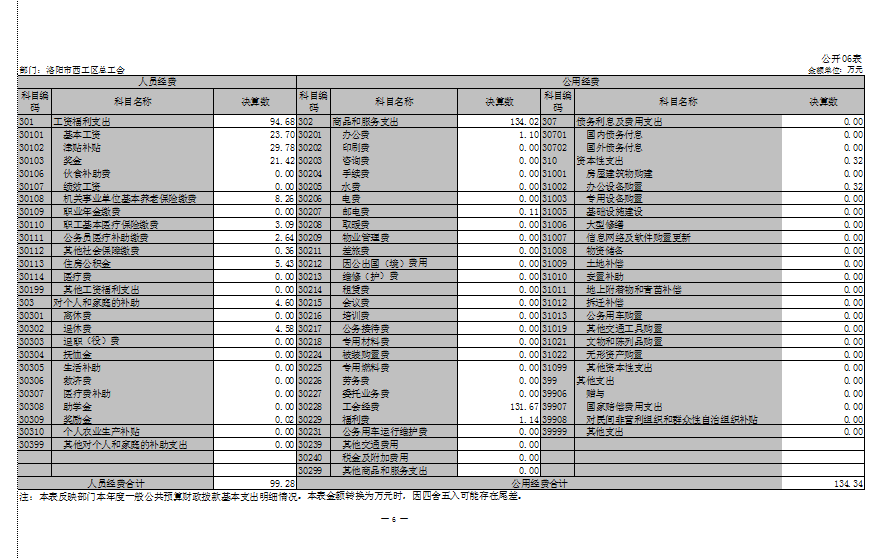 公开06表
部门：洛阳市西工区总工会 金额单位：万元
人员经费 公用经费
科目编码 科目名称 决算数 科目编码 科目名称 决算数 科目编码 科目名称 决算数
301 工资福利支出 94.68 302 商品和服务支出 134.02 307 债务利息及费用支出 0.00
30101 基本工资 23.70 30201 办公费 1.10 30701 国内债务付息 0.00
30102 津贴补贴 29.78 30202 印刷费 0.00 30702 国外债务付息 0.00
30103 奖金 21.42 30203 咨询费 0.00 310 资本性支出 0.32
30106 伙食补助费 0.00 30204 手续费 0.00 31001 房屋建筑物购建 0.00
30107 绩效工资 0.00 30205 水费 0.00 31002 办公设备购置 0.32
30108 机关事业单位基本养老保险缴费 8.26 30206 电费 0.00 31003 专用设备购置 0.00
30109 职业年金缴费 0.00 30207 邮电费 0.11 31005 基础设施建设 0.00
30110 职工基本医疗保险缴费 3.09 30208 取暖费 0.00 31006 大型修缮 0.00
30111 公务员医疗补助缴费 2.64 30209 物业管理费 0.00 31007 信息网络及软件购置更新 0.00
30112 其他社会保障缴费 0.36 30211 差旅费 0.00 31008 物资储备 0.00
30113 住房公积金 5.43 30212 因公出国（境）费用 0.00 31009 土地补偿 0.00
30114 医疗费 0.00 30213 维修（护）费 0.00 31010 安置补助 0.00
30199 其他工资福利支出 0.00 30214 租赁费 0.00 31011 地上附着物和青苗补偿 0.00
303 对个人和家庭的补助 4.60 30215 会议费 0.00 31012 拆迁补偿 0.00
30301 离休费 0.00 30216 培训费 0.00 31013 公务用车购置 0.00
30302 退休费 4.58 30217 公务接待费 0.00 31019 其他交通工具购置 0.00
30303 退职（役）费 0.00 30218 专用材料费 0.00 31021 文物和陈列品购置 0.00
30304 抚恤金 0.00 30224 被装购置费 0.00 31022 无形资产购置 0.00
30305 生活补助 0.00 30225 专用燃料费 0.00 31099 其他资本性支出 0.00
30306 救济费 0.00 30226 劳务费 0.00 399 其他支出 0.00
30307 医疗费补助 0.00 30227 委托业务费 0.00 39906 赠与 0.00
30308 助学金 0.00 30228 工会经费 131.67 39907 国家赔偿费用支出 0.00
30309 奖励金 0.02 30229 福利费 1.14 39908 对民间非营利组织和群众性自治组织补贴 0.00
30310 个人农业生产补贴 0.00 30231 公务用车运行维护费 0.00 39999 其他支出 0.00
30399 其他对个人和家庭的补助支出 0.00 30239 其他交通费用 0.00
30240 税金及附加费用 0.00
30299 其他商品和服务支出 0.00
人员经费合计 99.28 公用经费合计 134.34
注：本表反映部门本年度一般公共预算财政拨款基本支出明细情况。本表金额转换为万元时，因四舍五入可能存在尾差。
— 6 —